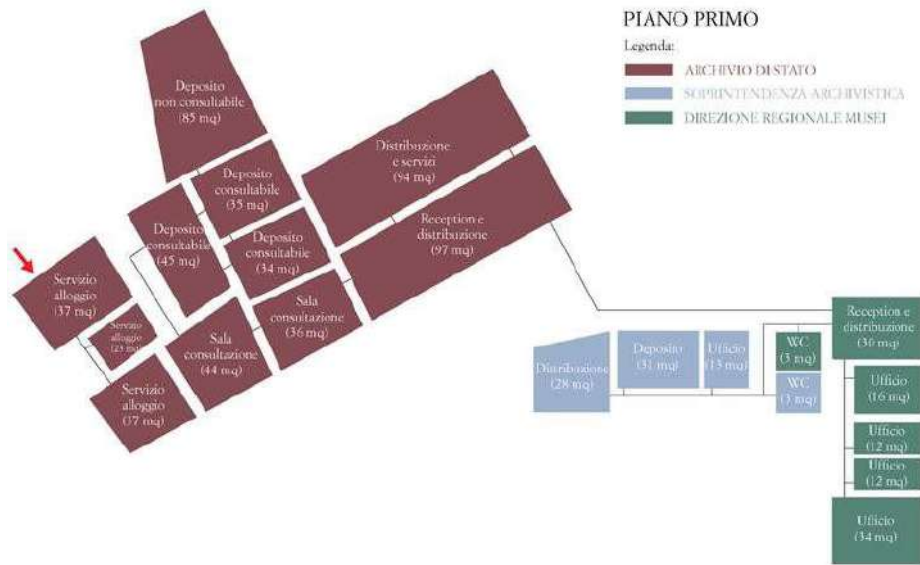 PIANO PRIMO
Legenda:
ARCHIVIO DI STATO
SOPRINTENDENZA ARCHIVISTICA
DIREZIONE REGIONALE MUSEI
Deposito
non consultabile
(85 mq)
Distribuzione
e servizi
(94 mq)
Deposito
consultabile
(35 mq)
Reception e
distribuzione
(97 mq)
Deposito
consultabile
(45 mq)
Deposito
consultabile
(34 mq)
Servizio
alloggio
(37 mq)
Sala
consultazione
(36 mq)
Servizio
alloggio
(23 mq)
Sala
consultazione
(44 mq)
Servizio
alloggio
(37 mq)
Reception e
distribuzione
(30 mq)
Distribuzione
(28 mq)
Deposito
(31 mq)
Ufficio
(13 mq)
WC
(3 mq)
WC
(3 mq)
Ufficio
(16 mq)
Ufficio
(12 mq)
Ufficio
(12 mq)
Ufficio
(34 mq)